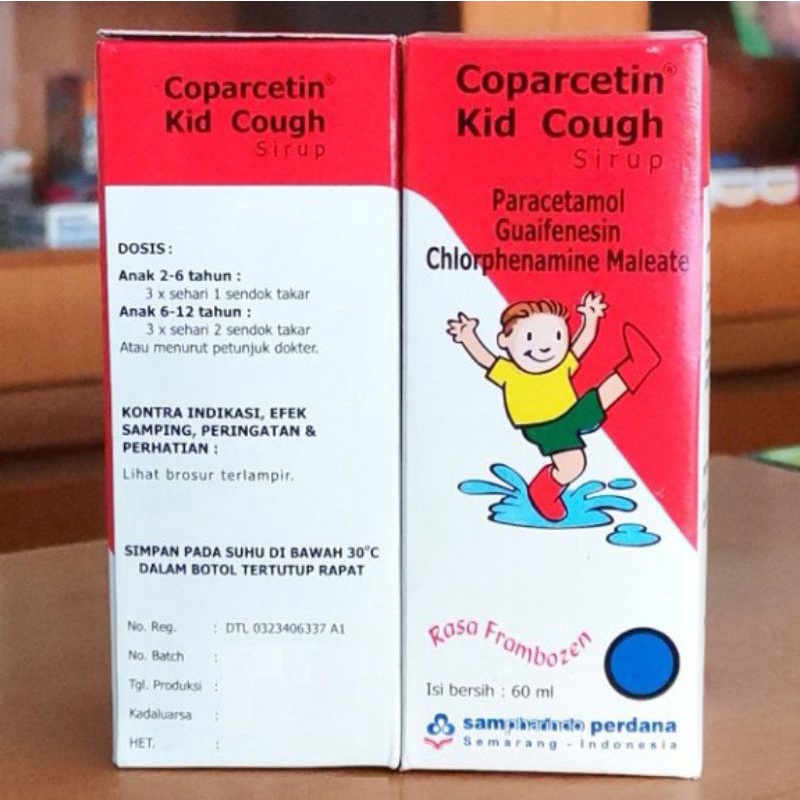 Coparcetin®
Kid Cough
Sirup
DOSIS :
Anak 2-6 tahun :
3 x sehari 1 sendok takar
Anak 6-12 tahun :
3 x sehari 2 sendok takar
Atau menurut petunjuk dokter.
KONTRA INDIKASI, EFEK
SAMPING, PERINGATAN &
PERHATIAN :
Lihat brosur terlampir.
SIMPAN PADA SUHU DI BAWAH 30°C
DALAM BOTOL TERTUTUP RAPAT
No. Reg. : DTL 0323406337 A1
No. Batch :
Tgl. Produksi :
Kadaluarsa :
HET. :
Coparcetin®
Kid Cough
Sirup
Paracetamol
Guaifenesin
Chlorphenamine Maleate
Rasa Frambozen
Isi bersih : 60 ml
sampharindo perdana
Semarang - Indonesia